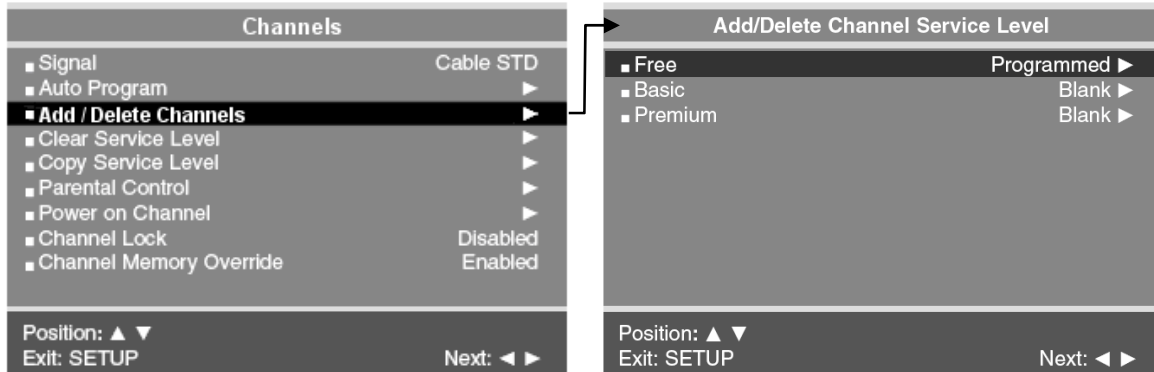 Channels
■ Signal Cable STD
■ Auto Program ►
■ Add / Delete Channels ►
■ Clear Service Level ►
■ Copy Service Level ►
■ Parental Control ►
■ Power on Channel ►
■ Channel Lock Disabled
■ Channel Memory Override Enabled
Position: ▲ ▼
Exit: SETUP Next: ◄ ►
Add/Delete Channel Service Level
■ Free Programmed ►
■ Basic Blank ►
■ Premium Blank ►
Position: ▲ ▼
Exit: SETUP Next: ◄ ►